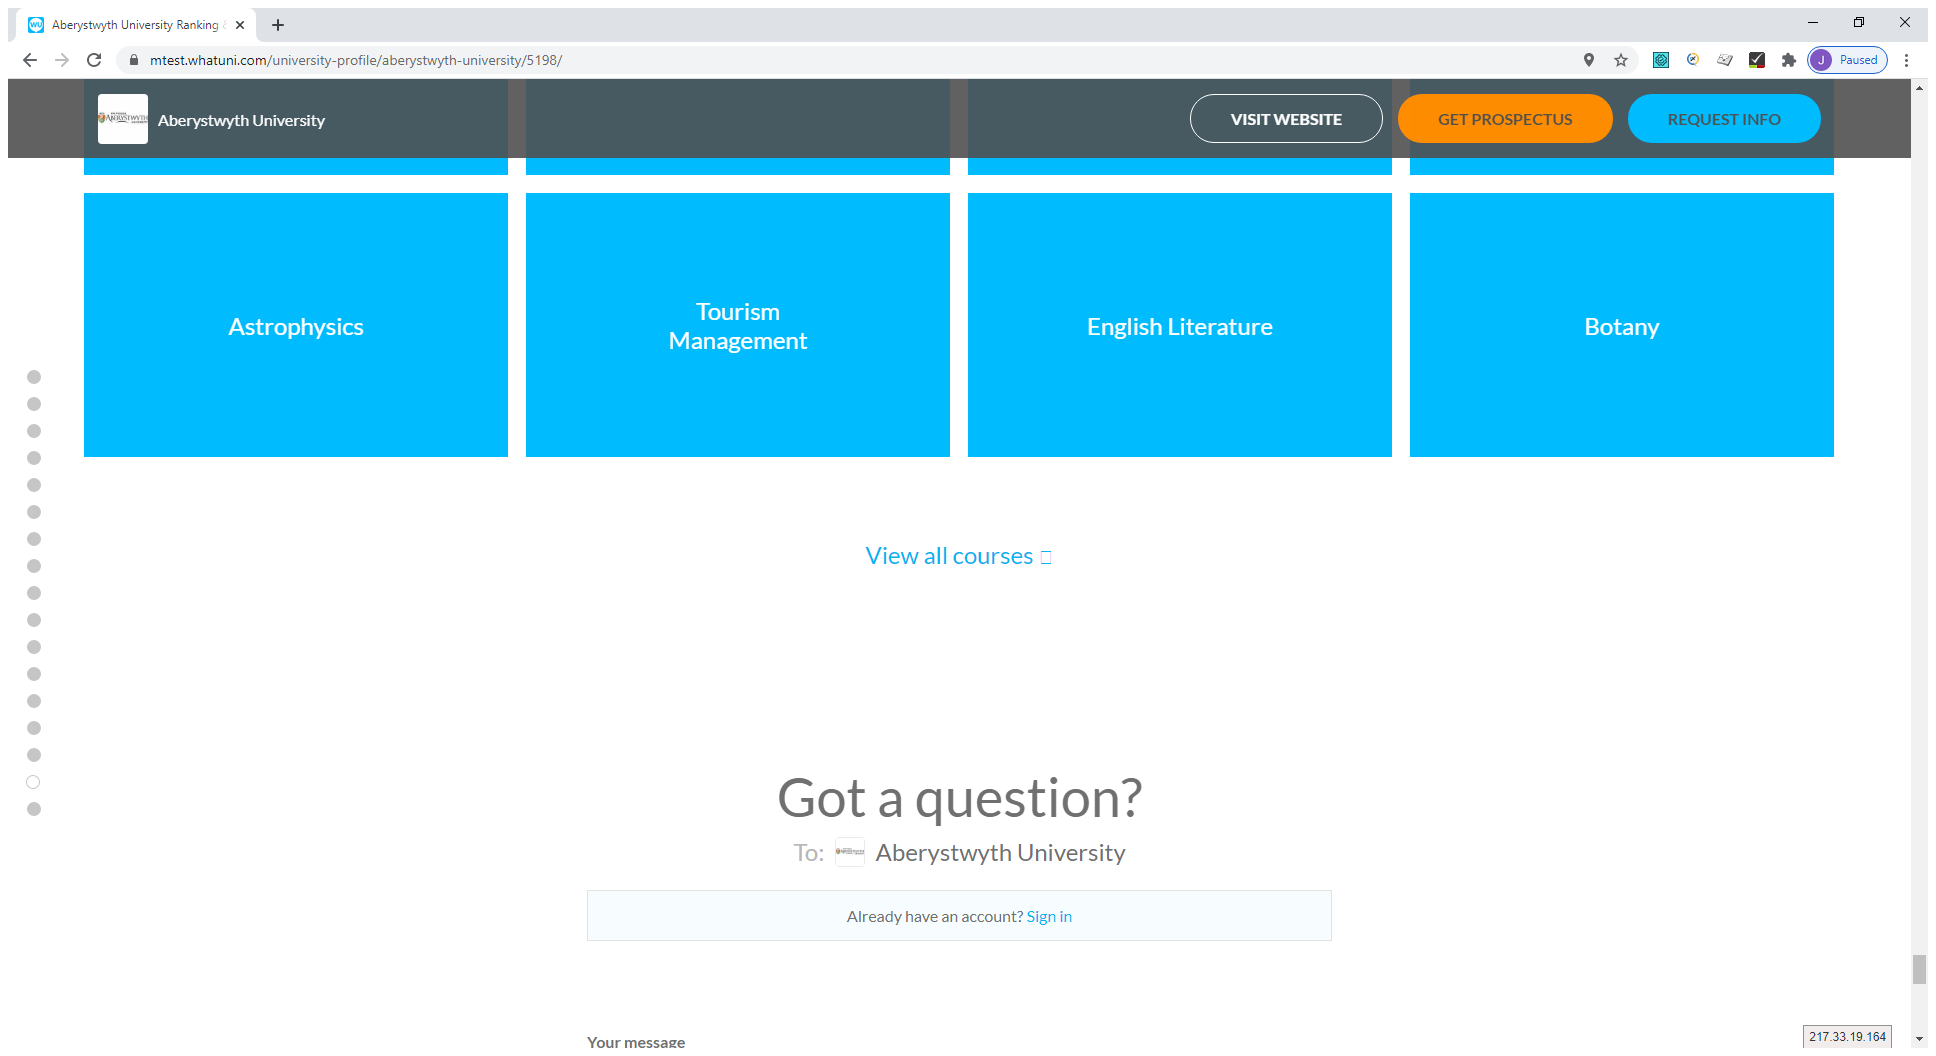 Aberystwyth University Ranking
mtest.whatuni.com/university-profile/aberystwyth-university/5198/
J Paused
ABERYSTWYTH
Aberystwyth University
VISIT WEBSITE
GET PROSPECTUS
REQUEST INFO
Astrophysics
Tourism
Management
English Literature
Botany
View all courses
Got a question?
To: Aberystwyth University
Already have an account? Sign in
Your message
217.33.19.164